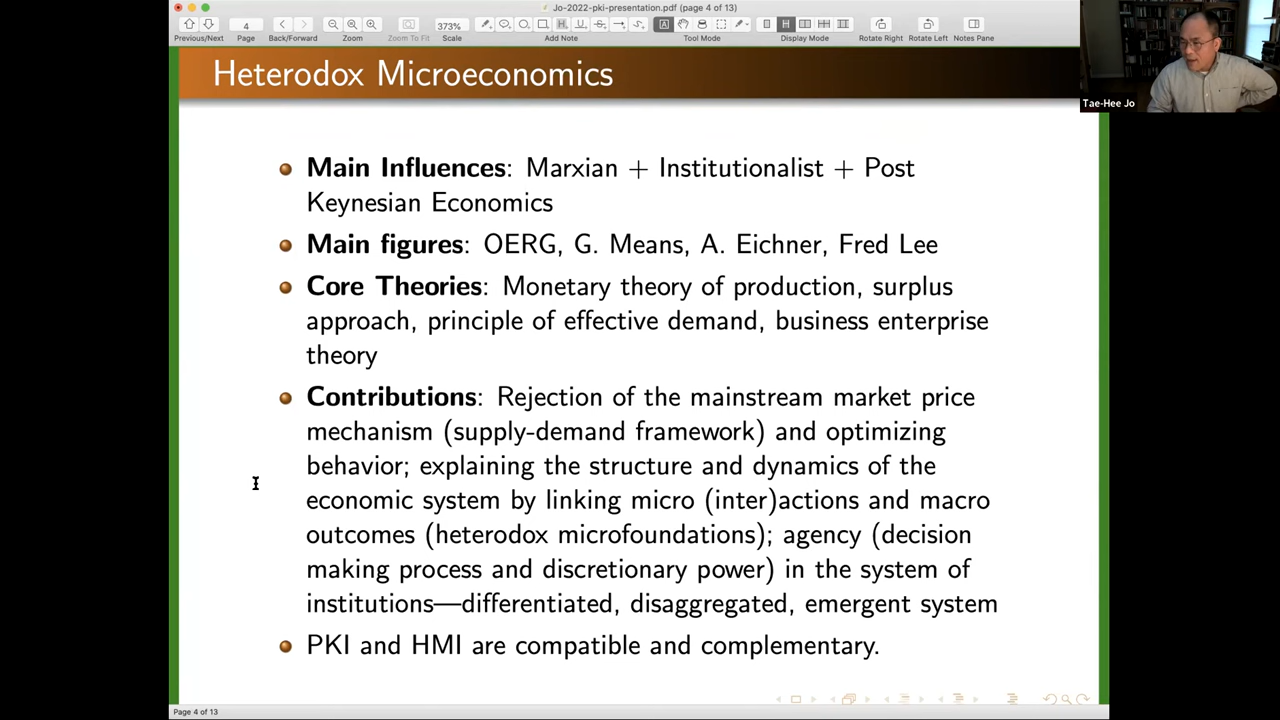 Jo-2022-pki-presentation.pdf (page 4 of 13)
4
373%
Previous/Next Page Back/Forward Zoom Zoom To Fit Scale Add Note Tool Mode Display Mode Rotate Right Rotate Left Notes Pane
Tae-Hee Jo
Heterodox Microeconomics
Main Influences: Marxian + Institutionalist + Post
Keynesian Economics
Main figures: OERG, G. Means, A. Eichner, Fred Lee
Core Theories: Monetary theory of production, surplus
approach, principle of effective demand, business enterprise
theory
Contributions: Rejection of the mainstream market price
mechanism (supply-demand framework) and optimizing
behavior; explaining the structure and dynamics of the
economic system by linking micro (inter)actions and macro
outcomes (heterodox microfoundations); agency (decision
making process and discretionary power) in the system of
institutions—differentiated, disaggregated, emergent system
PKI and HMI are compatible and complementary.
Page 4 of 13